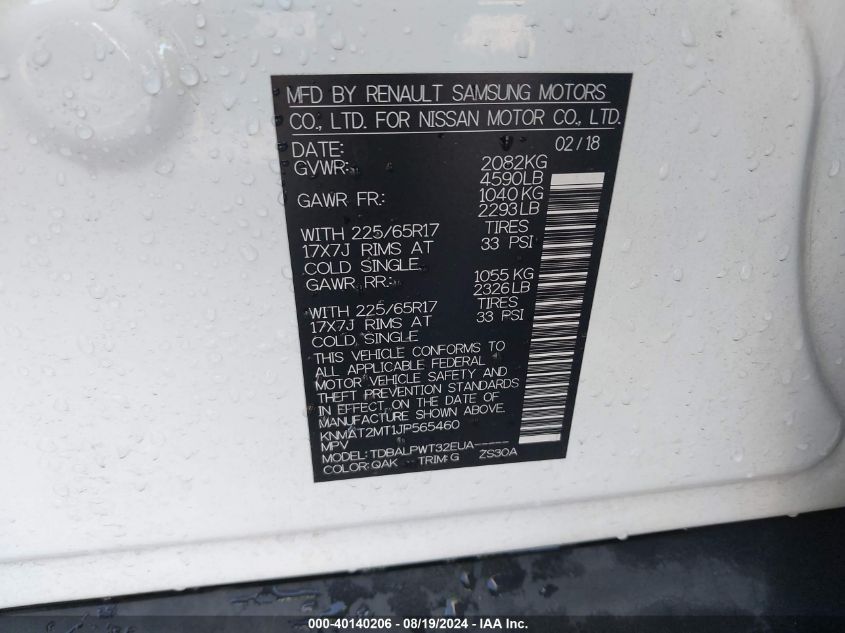 MFD BY RENAULT SAMSUNG MOTORS
CO., LTD. FOR NISSAN MOTOR CO., LTD.
DATE: 02/18
GVWR: 2082KG
4590LB
GAWR FR.: 1040KG
2293LB
WITH 225/65R17 TIRES
17X7J RIMS AT 33 PSI
COLD SINGLE.
GAWR RR.: 1055 KG
2326LB
WITH 225/65R17 TIRES
17X7J RIMS AT 33 PSI
COLD SINGLE
THIS VEHICLE CONFORMS TO
ALL APPLICABLE FEDERAL
MOTOR VEHICLE SAFETY AND
THEFT PREVENTION STANDARDS
IN EFFECT ON THE DATE OF
MANUFACTURE SHOWN ABOVE.
KNMAT2MT1JP565460
MPV
MODEL: TDBALPWT32EUA-----
COLOR: QAK TRIM: G ZS30A
000-40140206 - 08/19/2024 - IAA Inc.